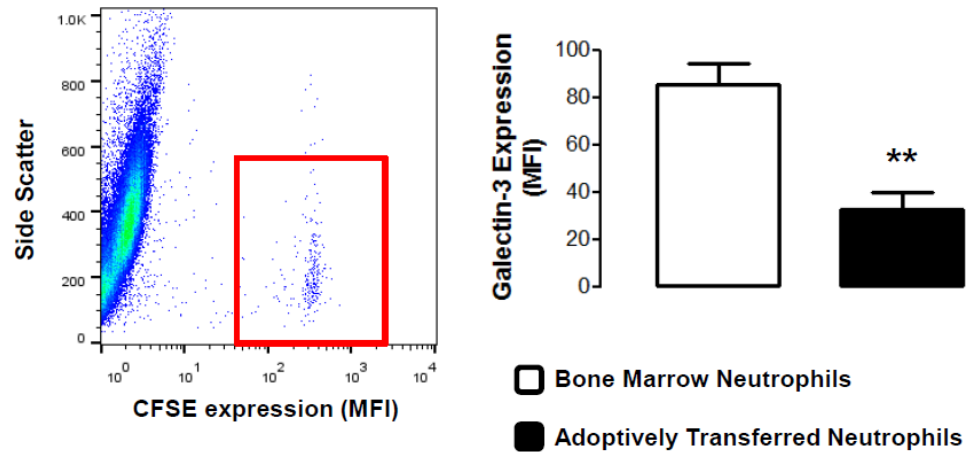 1.0K
800
600
400
200
0
Side Scatter
10^0 10^1 10^2 10^3 10^4
CFSE expression (MFI)
100
80
60
40
20
0
Galectin-3 Expression
(MFI)
**
Bone Marrow Neutrophils
Adoptively Transferred Neutrophils